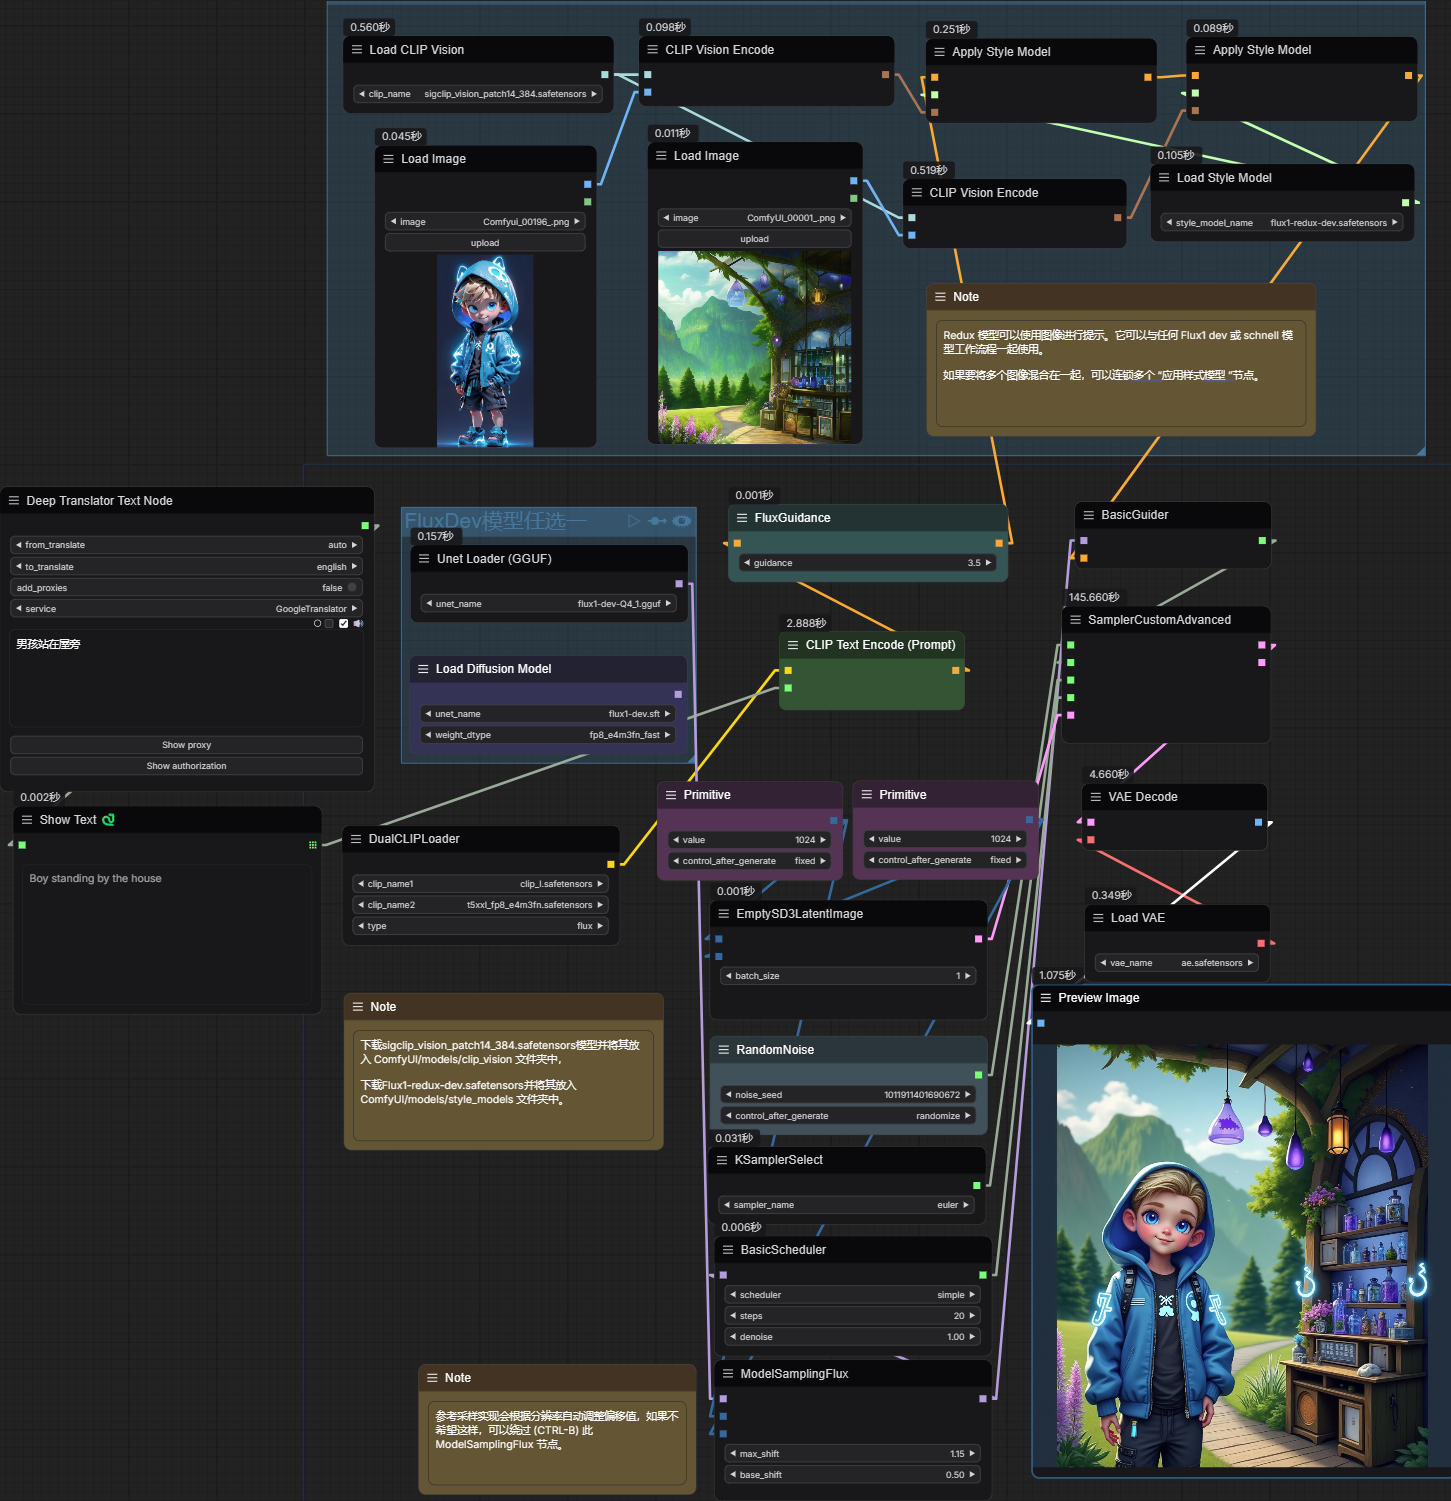 0.560秒
Load CLIP Vision
clip_name sigclip_vision_patch14_384.safetensors
0.098秒
CLIP Vision Encode
0.251秒
Apply Style Model
0.089秒
Apply Style Model
0.045秒
Load Image
image Comfyui_00196_.png
upload
0.011秒
Load Image
image ComfyUI_00001_.png
upload
0.519秒
CLIP Vision Encode
0.105秒
Load Style Model
style_model_name flux1-redux-dev.safetensors
Note
Redux 模型可以使用图像进行提示。它可以与任何 Flux1 dev 或 schnell 模
型工作流程一起使用。
如果要将多个图像混合在一起，可以连锁多个 “应用样式模型 ”节点。
Deep Translator Text Node
from_translate auto
to_translate english
add_proxies false
service GoogleTranslator
男孩站在屋旁
Show proxy
Show authorization
0.002秒
Show Text
Boy standing by the house
FluxDev模型任选一
0.157秒
Unet Loader (GGUF)
unet_name flux1-dev-Q4_1.gguf
Load Diffusion Model
unet_name flux1-dev.sft
weight_dtype fp8_e4m3fn_fast
DualCLIPLoader
clip_name1 clip_l.safetensors
clip_name2 t5xxl_fp8_e4m3fn.safetensors
type flux
Note
下载sigclip_vision_patch14_384.safetensors模型并将其放
入 ComfyUI/models/clip_vision 文件夹中，
下载Flux1-redux-dev.safetensors并将其放入
ComfyUI/models/style_models 文件夹中。
0.001秒
FluxGuidance
guidance 3.5
2.888秒
CLIP Text Encode (Prompt)
Primitive
value 1024
control_after_generate fixed
Primitive
value 1024
control_after_generate fixed
0.001秒
EmptySD3LatentImage
batch_size 1
RandomNoise
noise_seed 1011911401690672
control_after_generate randomize
0.031秒
KSamplerSelect
sampler_name euler
0.006秒
BasicScheduler
scheduler simple
steps 20
denoise 1.00
ModelSamplingFlux
max_shift 1.15
base_shift 0.50
Note
参考采样实现会根据分辨率自动调整偏移值，如果不
希望这样，可以绕过 (CTRL-B) 此
ModelSamplingFlux 节点。
BasicGuider
145.660秒
SamplerCustomAdvanced
4.660秒
VAE Decode
0.349秒
Load VAE
vae_name ae.safetensors
1.075秒
Preview Image